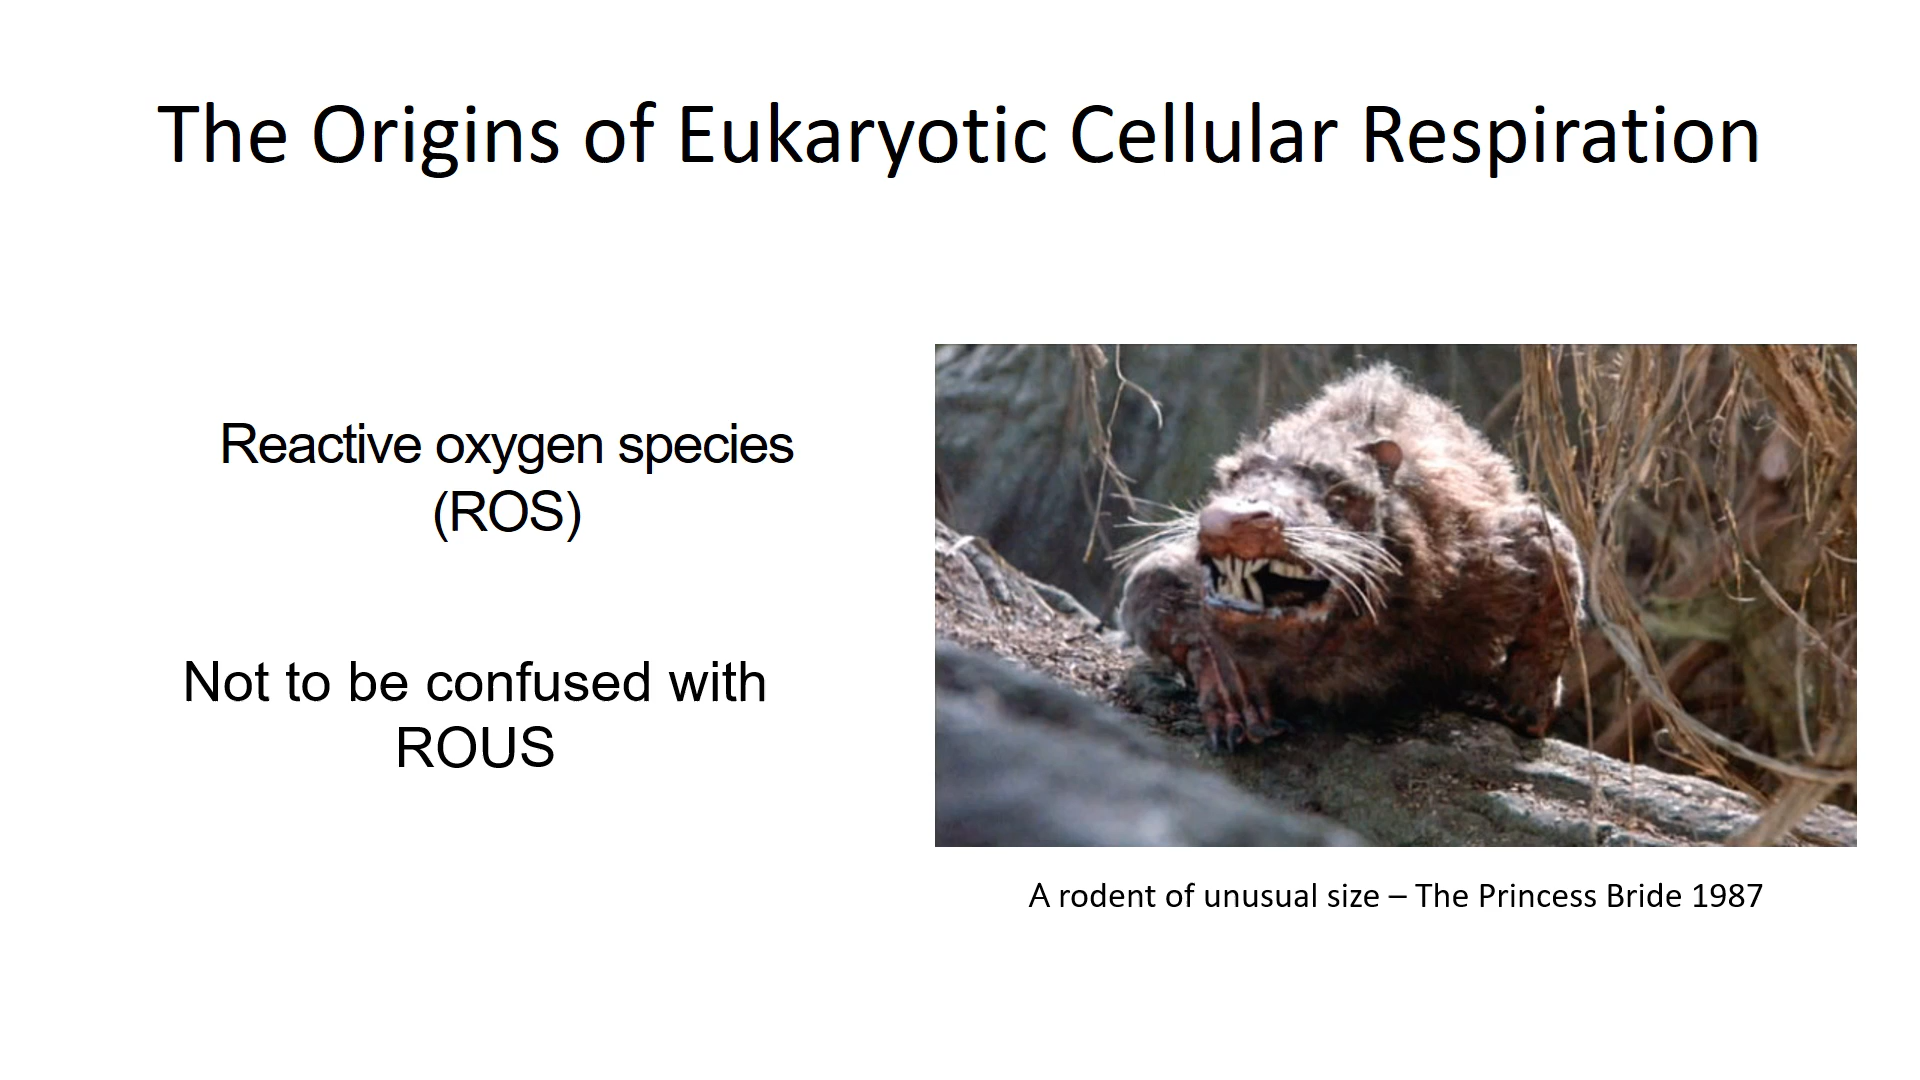 The Origins of Eukaryotic Cellular Respiration
Reactive oxygen species
(ROS)
Not to be confused with
ROUS
A rodent of unusual size – The Princess Bride 1987